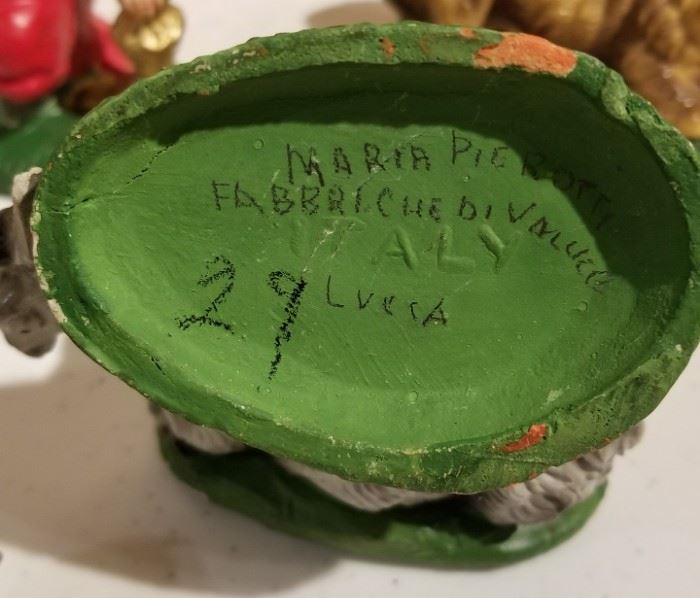 MARIA PIEROTTI
FABBRICHE DI VALLICO
ITALY
29 LUCCA